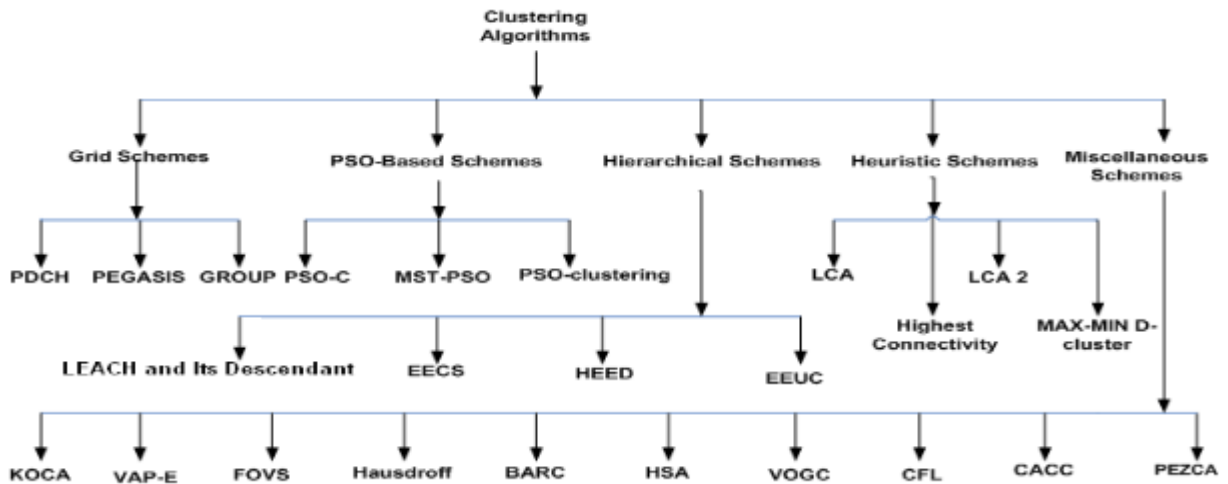 Clustering
Algorithms
Grid Schemes
PSO-Based Schemes
Hierarchical Schemes
Heuristic Schemes
Miscellaneous
Schemes
PDCH
PEGASIS
GROUP
PSO-C
MST-PSO
PSO-clustering
LCA
LCA 2
Highest
Connectivity
MAX-MIN D-
cluster
LEACH and Its Descendant
EECS
HEED
EEUC
KOCA
VAP-E
FOVS
Hausdroff
BARC
HSA
VOGC
CFL
CACC
PEZCA